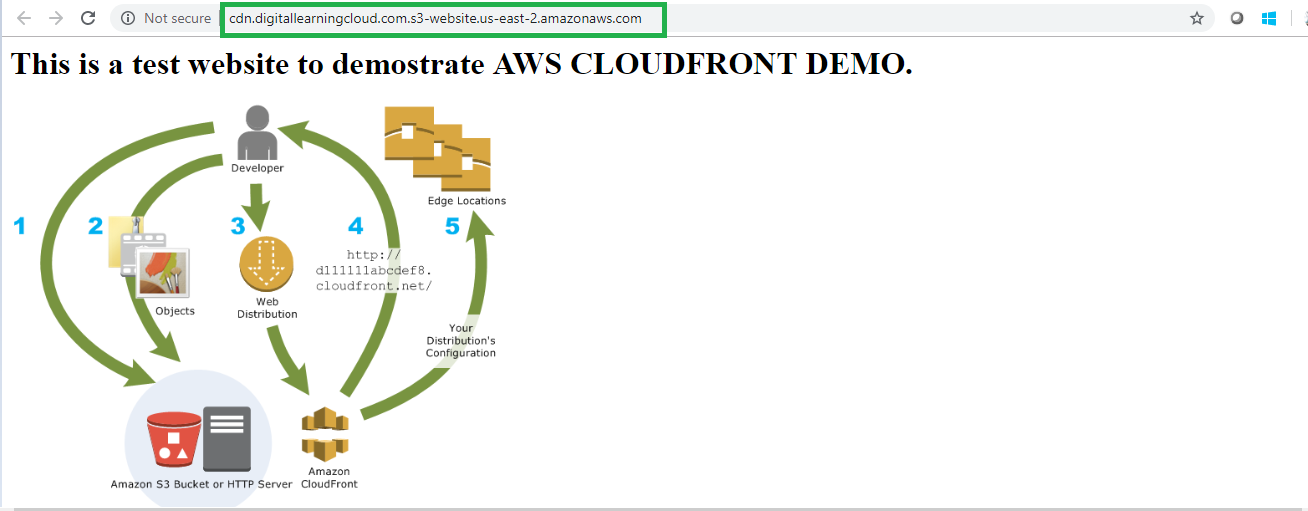 Not secure
cdn.digitallearningcloud.com.s3-website.us-east-2.amazonaws.com
This is a test website to demostrate AWS CLOUDFRONT DEMO.
Developer
Edge Locations
1
2
3
4
5
http://
d111111abcdef8.
cloudfront.net/
Objects
Web
Distribution
Your
Distribution's
Configuration
Amazon S3 Bucket or HTTP Server
Amazon
CloudFront